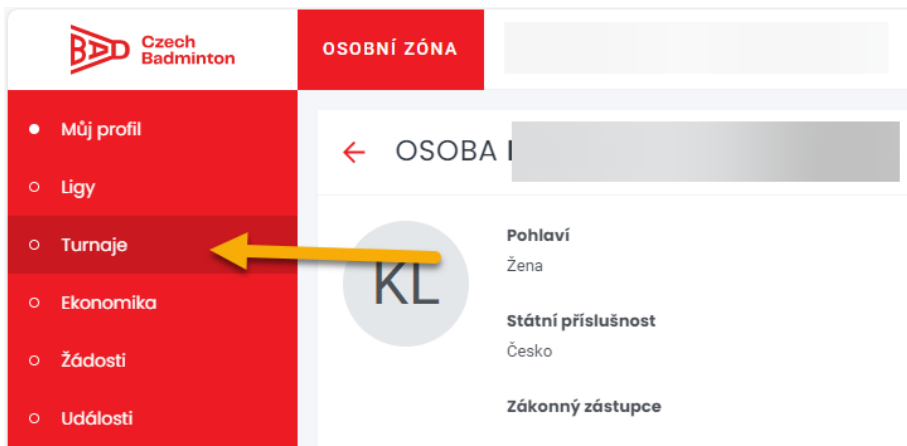 BAD Czech
Badminton
OSOBNÍ ZÓNA
Můj profil
Ligy
Turnaje
Ekonomika
Žádosti
Události
← OSOBA
KL
Pohlaví
Žena
Státní příslušnost
Česko
Zákonný zástupce